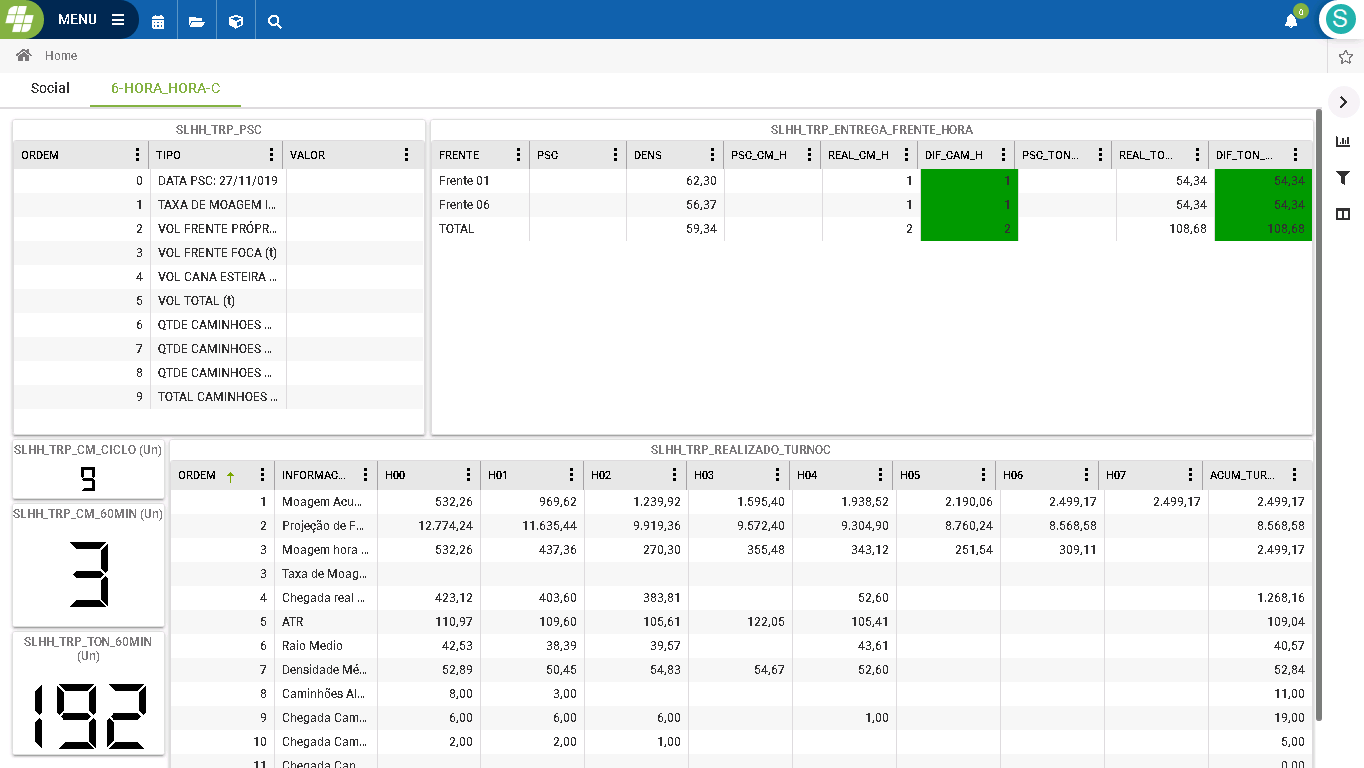 MENU
0
S
Home
Social 6-HORA_HORA-C
SLHH_TRP_PSC
ORDEM TIPO VALOR
0 DATA PSC: 27/11/019
1 TAXA DE MOAGEM I...
2 VOL FRENTE PRÓPR...
3 VOL FRENTE FOCA (t)
4 VOL CANA ESTEIRA ...
5 VOL TOTAL (t)
6 QTDE CAMINHOES ...
7 QTDE CAMINHOES ...
8 QTDE CAMINHOES ...
9 TOTAL CAMINHOES ...
SLHH_TRP_ENTREGA_FRENTE_HORA
FRENTE PSC DENS PSC_CM_H REAL_CM_H DIF_CAM_H PSC_TON... REAL_TO... DIF_TON_...
Frente 01 62,30 1 1 54,34 54,34
Frente 06 56,37 1 1 54,34 54,34
TOTAL 59,34 2 2 108,68 108,68
SLHH_TRP_CM_CICLO (Un)
9
SLHH_TRP_CM_60MIN (Un)
3
SLHH_TRP_TON_60MIN
(Un)
192
SLHH_TRP_REALIZADO_TURNOC
ORDEM INFORMAC... H00 H01 H02 H03 H04 H05 H06 H07 ACUM_TUR...
1 Moagem Acu... 532,26 969,62 1.239,92 1.595,40 1.938,52 2.190,06 2.499,17 2.499,17 2.499,17
2 Projeção de F... 12.774,24 11.635,44 9.919,36 9.572,40 9.304,90 8.760,24 8.568,58 8.568,58
3 Moagem hora ... 532,26 437,36 270,30 355,48 343,12 251,54 309,11 2.499,17
3 Taxa de Moag...
4 Chegada real ... 423,12 403,60 383,81 52,60 1.268,16
5 ATR 110,97 109,60 105,61 122,05 105,41 109,04
6 Raio Medio 42,53 38,39 39,57 43,61 40,57
7 Densidade Mé... 52,89 50,45 54,83 54,67 52,60 52,84
8 Caminhões Al... 8,00 3,00 11,00
9 Chegada Cam... 6,00 6,00 6,00 1,00 19,00
10 Chegada Cam... 2,00 2,00 1,00 5,00
11 Chegada Can... 0,00